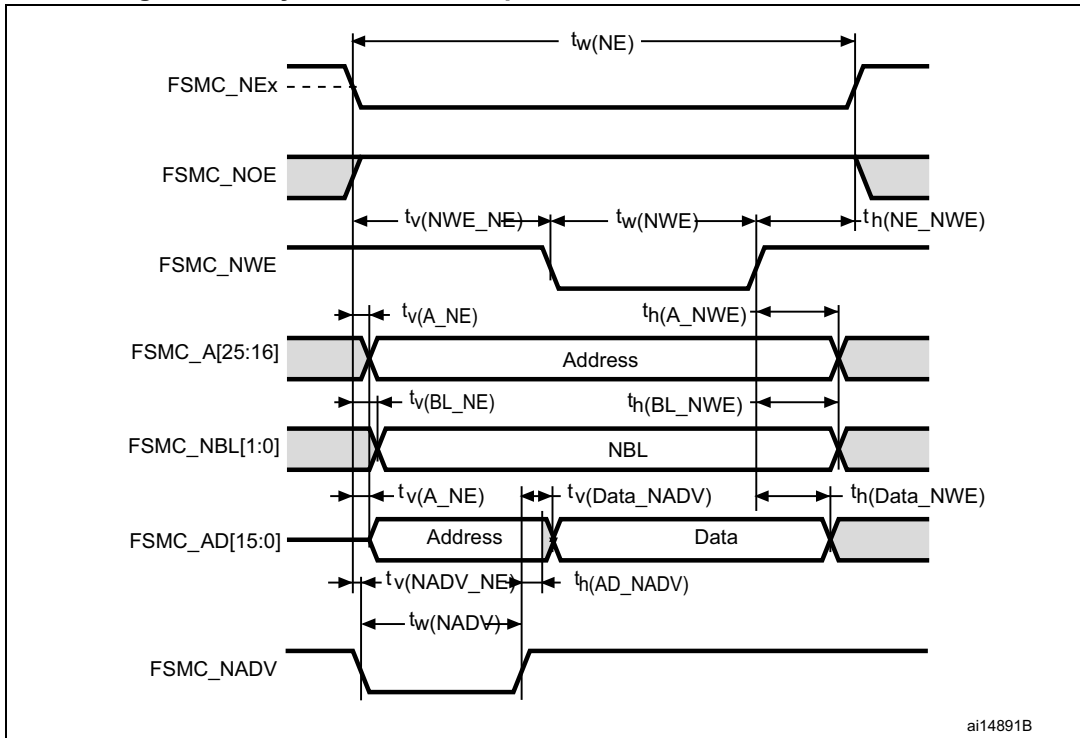 tw(NE)
FSMC_NEx
FSMC_NOE
tv(NWE_NE) tw(NWE) th(NE_NWE)
FSMC_NWE
tv(A_NE) th(A_NWE)
FSMC_A[25:16] Address
tv(BL_NE) th(BL_NWE)
FSMC_NBL[1:0] NBL
tv(A_NE) tv(Data_NADV) th(Data_NWE)
FSMC_AD[15:0] Address Data
tv(NADV_NE) th(AD_NADV)
tw(NADV)
FSMC_NADV
ai14891B